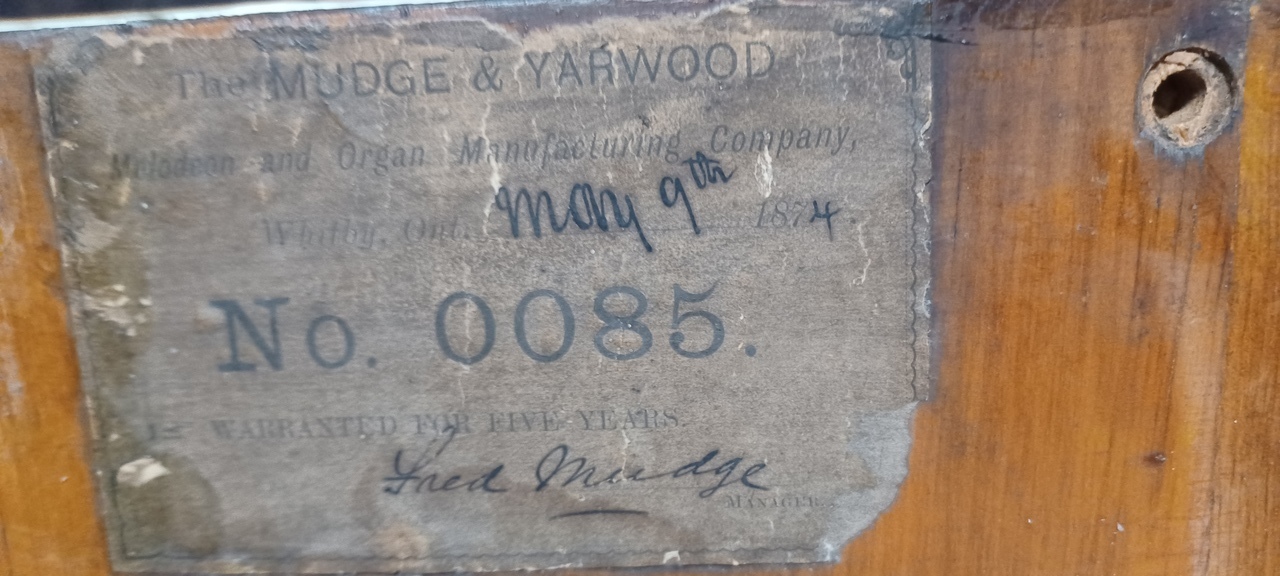 The MUDGE & YARWOOD
Melodeon and Organ Manufacturing Company,
Whitby, Ont. May 9th 1874.
No. 0085.
WARRANTED FOR FIVE YEARS.
Fred Mudge
MANAGER.